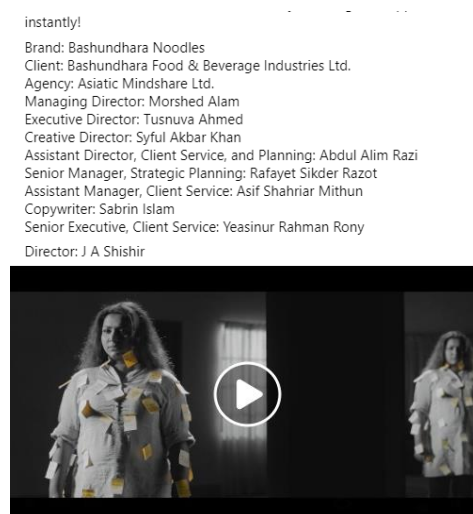 instantly!
Brand: Bashundhara Noodles
Client: Bashundhara Food & Beverage Industries Ltd.
Agency: Asiatic Mindshare Ltd.
Managing Director: Morshed Alam
Executive Director: Tusnuva Ahmed
Creative Director: Syful Akbar Khan
Assistant Director, Client Service, and Planning: Abdul Alim Razi
Senior Manager, Strategic Planning: Rafayet Sikder Razot
Assistant Manager, Client Service: Asif Shahriar Mithun
Copywriter: Sabrin Islam
Senior Executive, Client Service: Yeasinur Rahman Rony
Director: J A Shishir